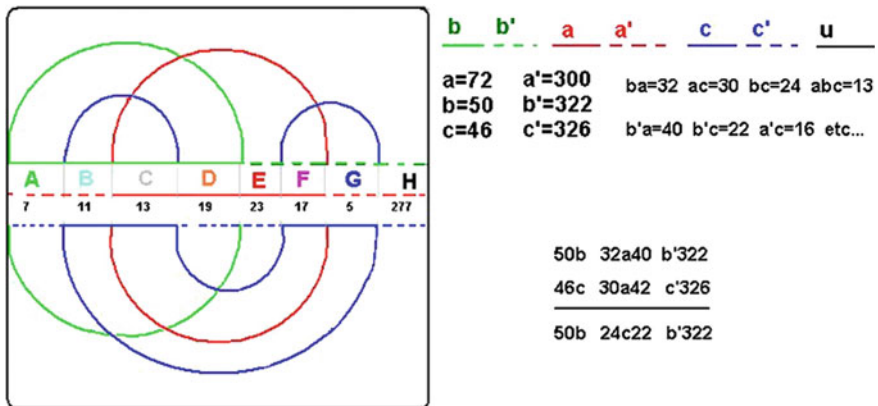 A B C D E F G H
7 11 13 19 23 17 5 277
b b' a a' c c' u
a=72 a'=300
b=50 b'=322
c=46 c'=326
ba=32 ac=30 bc=24 abc=13
b'a=40 b'c=22 a'c=16 etc...
50b 32a40 b'322
46c 30a42 c'326
50b 24c22 b'322